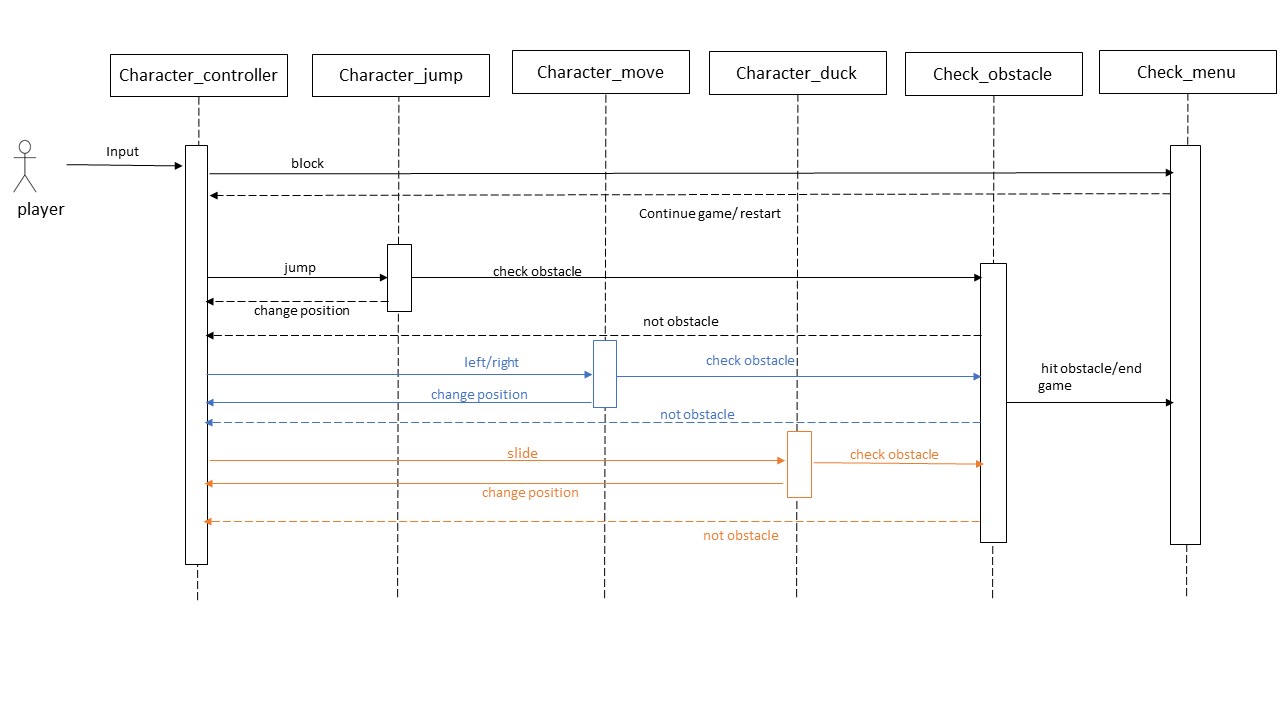 Character_controller
Character_jump
Character_move
Character_duck
Check_obstacle
Check_menu
Input
player
block
Continue game/ restart
jump
check obstacle
change position
not obstacle
left/right
check obstacle
hit obstacle/end
game
change position
not obstacle
slide
check obstacle
change position
not obstacle